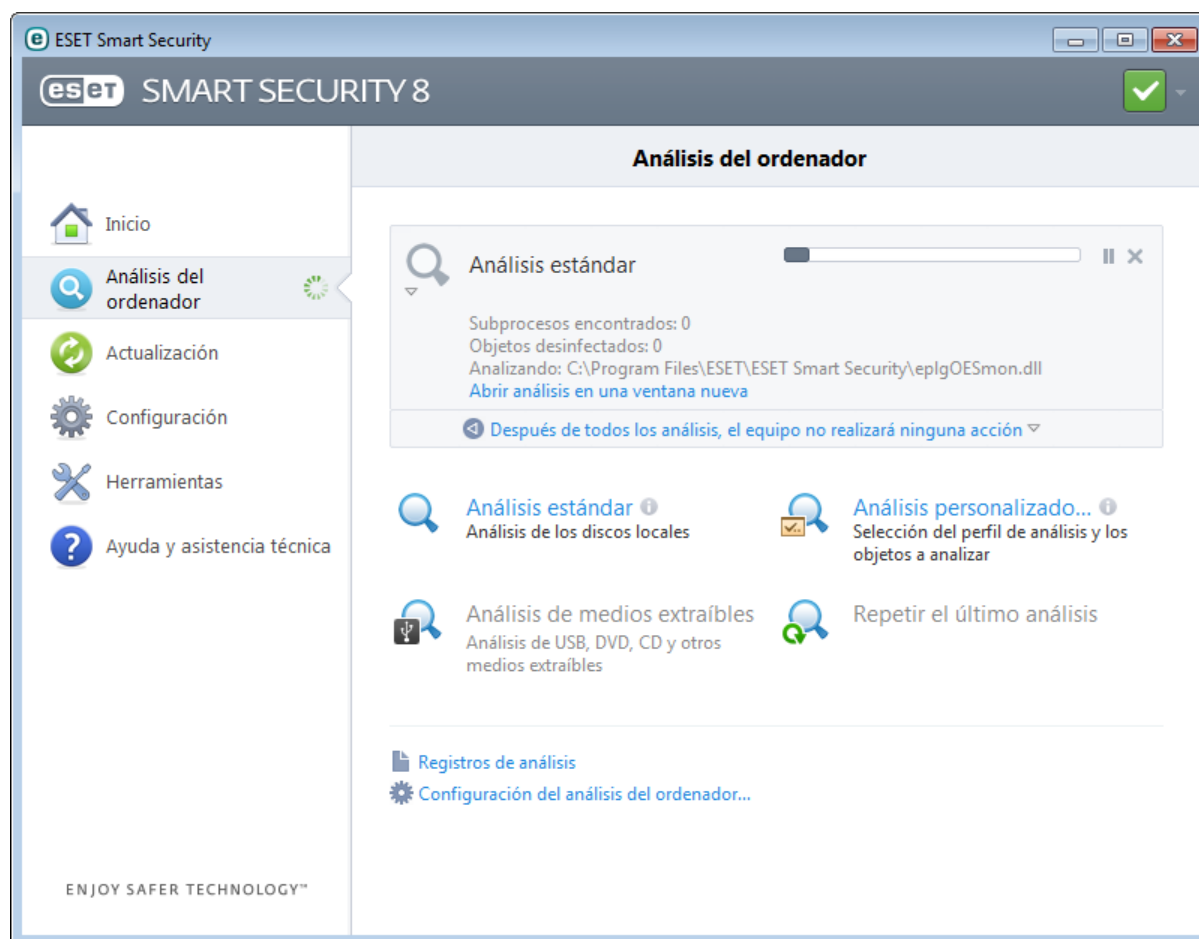 ESET Smart Security
eset SMART SECURITY 8
Análisis del ordenador
Inicio
Análisis del
ordenador
Actualización
Configuración
Herramientas
Ayuda y asistencia técnica
ENJOY SAFER TECHNOLOGY™
Análisis estándar
Subprocesos encontrados: 0
Objetos desinfectados: 0
Analizando: C:\Program Files\ESET\ESET Smart Security\eplgOESmon.dll
Abrir análisis en una ventana nueva
Después de todos los análisis, el equipo no realizará ninguna acción
Análisis estándar
Análisis de los discos locales
Análisis personalizado...
Selección del perfil de análisis y los
objetos a analizar
Análisis de medios extraíbles
Análisis de USB, DVD, CD y otros
medios extraíbles
Repetir el último análisis
Registros de análisis
Configuración del análisis del ordenador...